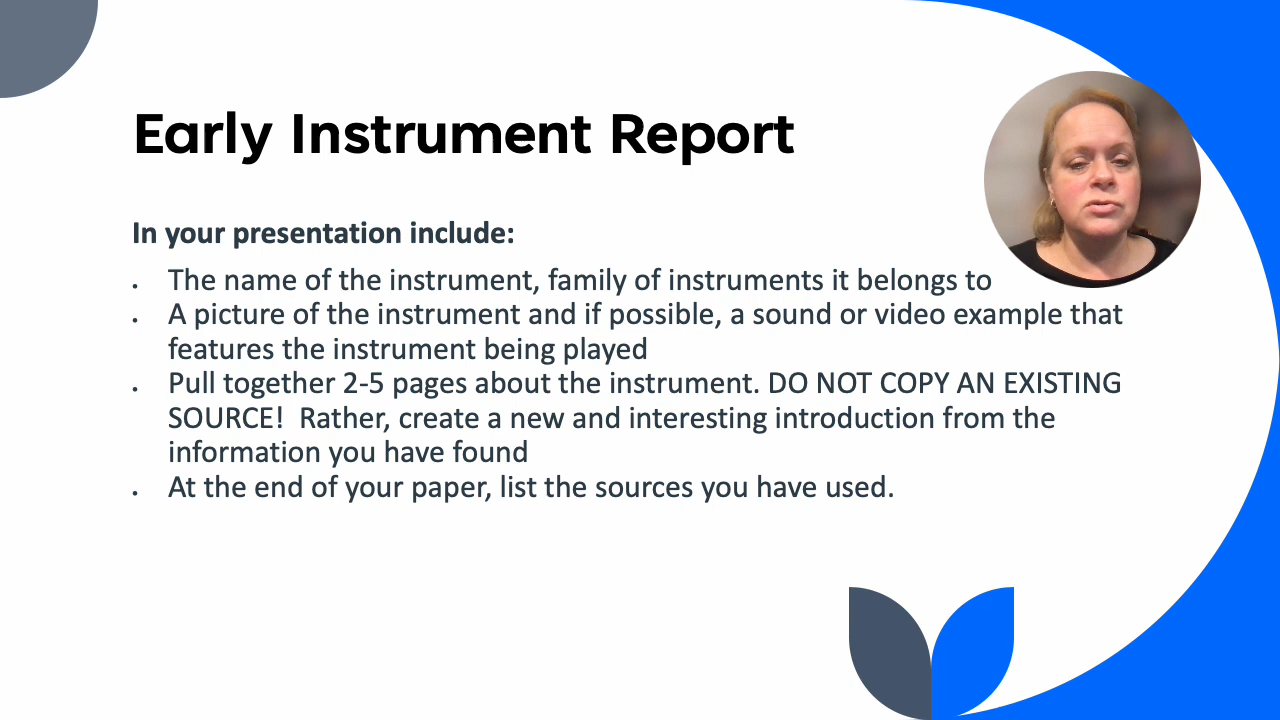 Early Instrument Report
In your presentation include:
• The name of the instrument, family of instruments it belongs to
• A picture of the instrument and if possible, a sound or video example that
features the instrument being played
• Pull together 2-5 pages about the instrument. DO NOT COPY AN EXISTING
SOURCE!  Rather, create a new and interesting introduction from the
information you have found
• At the end of your paper, list the sources you have used.